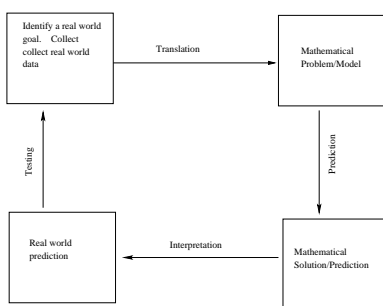 Identify a real world
goal. Collect
collect real world
data
Translation
Mathematical
Problem/Model
Prediction
Testing
Real world
prediction
Interpretation
Mathematical
Solution/Prediction